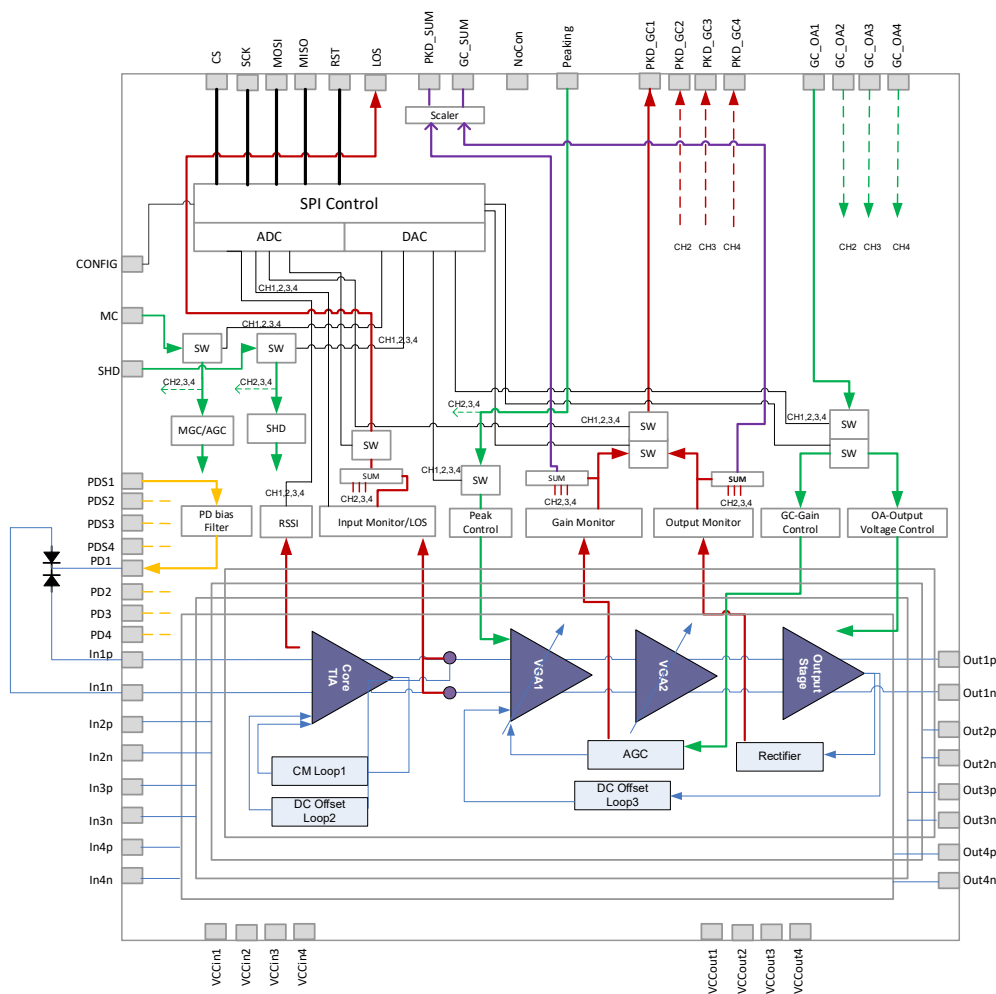 CS
SCK
MOSI
MISO
RST
LOS
PKD_SUM
GC_SUM
NoCon
Peaking
PKD_GC1
PKD_GC2
PKD_GC3
PKD_GC4
GC_OA1
GC_OA2
GC_OA3
GC_OA4
Scaler
SPI Control
ADC
DAC
CH2
CH3
CH4
CH2
CH3
CH4
CONFIG
MC
SHD
CH1,2,3,4
CH1,2,3,4
CH1,2,3,4
SW
SW
CH2,3,4
CH2,3,4
MGC/AGC
SHD
CH2,3,4
CH1,2,3,4
SW
CH1,2,3,4
SW
SW
SW
SW
CH1,2,3,4
SUM
CH1,2,3,4
SW
SUM
SUM
CH2,3,4
CH2,3,4
CH2,3,4
PDS1
PDS2
PDS3
PDS4
PD1
PD2
PD3
PD4
PD bias
Filter
RSSI
Input Monitor/LOS
Peak
Control
Gain Monitor
Output Monitor
GC-Gain
Control
OA-Output
Voltage Control
In1p
In1n
In2p
In2n
In3p
In3n
In4p
In4n
Core
TIA
VGA1
VGA2
Output
Stage
CM Loop1
DC Offset
Loop2
AGC
DC Offset
Loop3
Rectifier
Out1p
Out1n
Out2p
Out2n
Out3p
Out3n
Out4p
Out4n
VCCin1
VCCin2
VCCin3
VCCin4
VCCout1
VCCout2
VCCout3
VCCout4